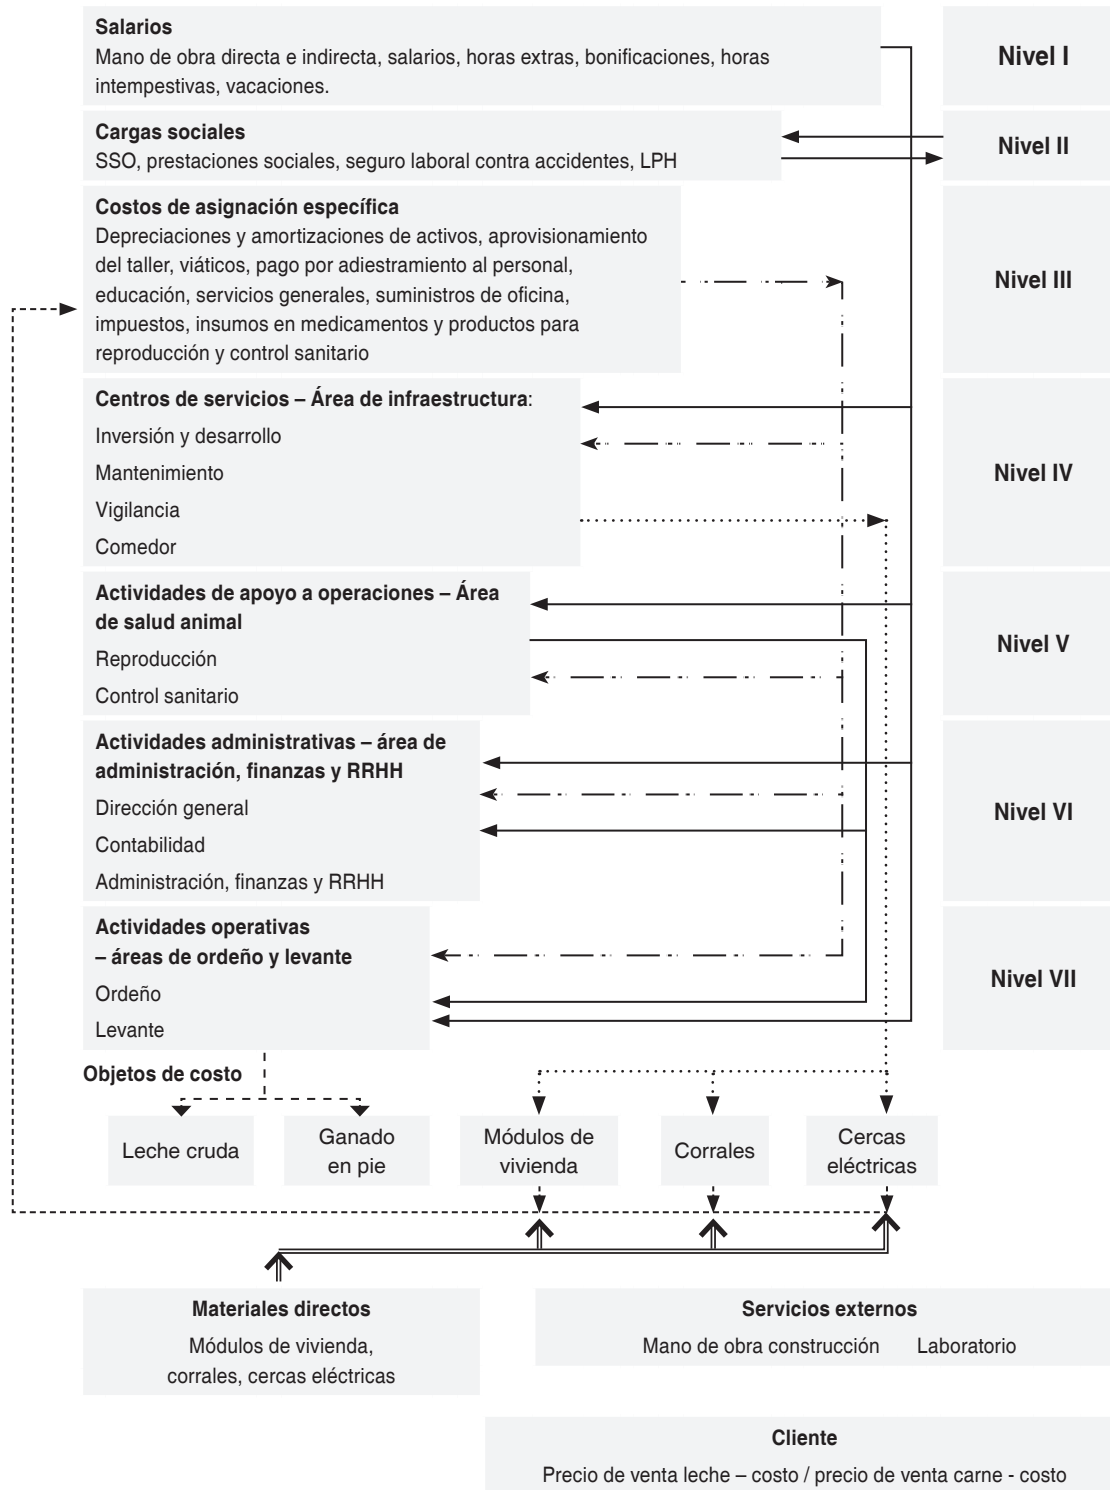 Salarios
Mano de obra directa e indirecta, salarios, horas extras, bonificaciones, horas
intempestivas, vacaciones.
Nivel I
Cargas sociales
SSO, prestaciones sociales, seguro laboral contra accidentes, LPH
Nivel II
Costos de asignación específica
Depreciaciones y amortizaciones de activos, aprovisionamiento
del taller, viáticos, pago por adiestramiento al personal,
educación, servicios generales, suministros de oficina,
impuestos, insumos en medicamentos y productos para
reproducción y control sanitario
Nivel III
Centros de servicios – Área de infraestructura:
Inversión y desarrollo
Mantenimiento
Vigilancia
Comedor
Nivel IV
Actividades de apoyo a operaciones – Área
de salud animal
Reproducción
Control sanitario
Nivel V
Actividades administrativas – área de
administración, finanzas y RRHH
Dirección general
Contabilidad
Administración, finanzas y RRHH
Nivel VI
Actividades operativas
– áreas de ordeño y levante
Ordeño
Levante
Nivel VII
Objetos de costo
Leche cruda
Ganado
en pie
Módulos de
vivienda
Corrales
Cercas
eléctricas
Materiales directos
Módulos de vivienda,
corrales, cercas eléctricas
Servicios externos
Mano de obra construcción Laboratorio
Cliente
Precio de venta leche – costo / precio de venta carne - costo